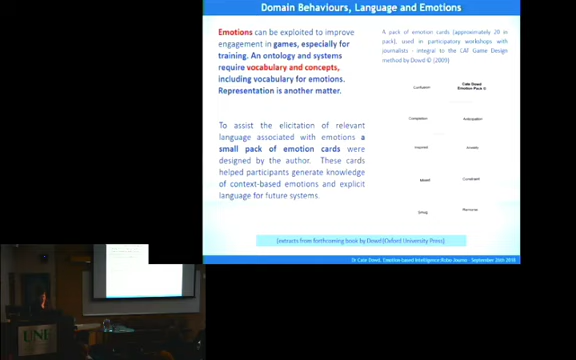 Domain Behaviours, Language and Emotions
Emotions can be exploited to improve
engagement in games, especially for
training. An ontology and systems
require vocabulary and concepts,
including vocabulary for emotions.
Representation is another matter.
To assist the elicitation of relevant
language associated with emotions a
small pack of emotion cards were
designed by the author. These cards
helped participants generate knowledge
of context-based emotions and explicit
language for future systems.
A pack of emotion cards (approximately 20 in
pack), used in participatory workshops with
journalists - integral to the CAT Game Design
method by Dowd © (2009)
Confusion
Cate Dowd
Emotion Pack ©
Compassion
Anticipation
Inspired
Anxiety
Mixed
Constraint
Smug
Remorse
(extracts from forthcoming book by Dowd (Oxford University Press)
Dr Cate Dowd, Emotion-based Intelligence
September 26th 2018
UNE